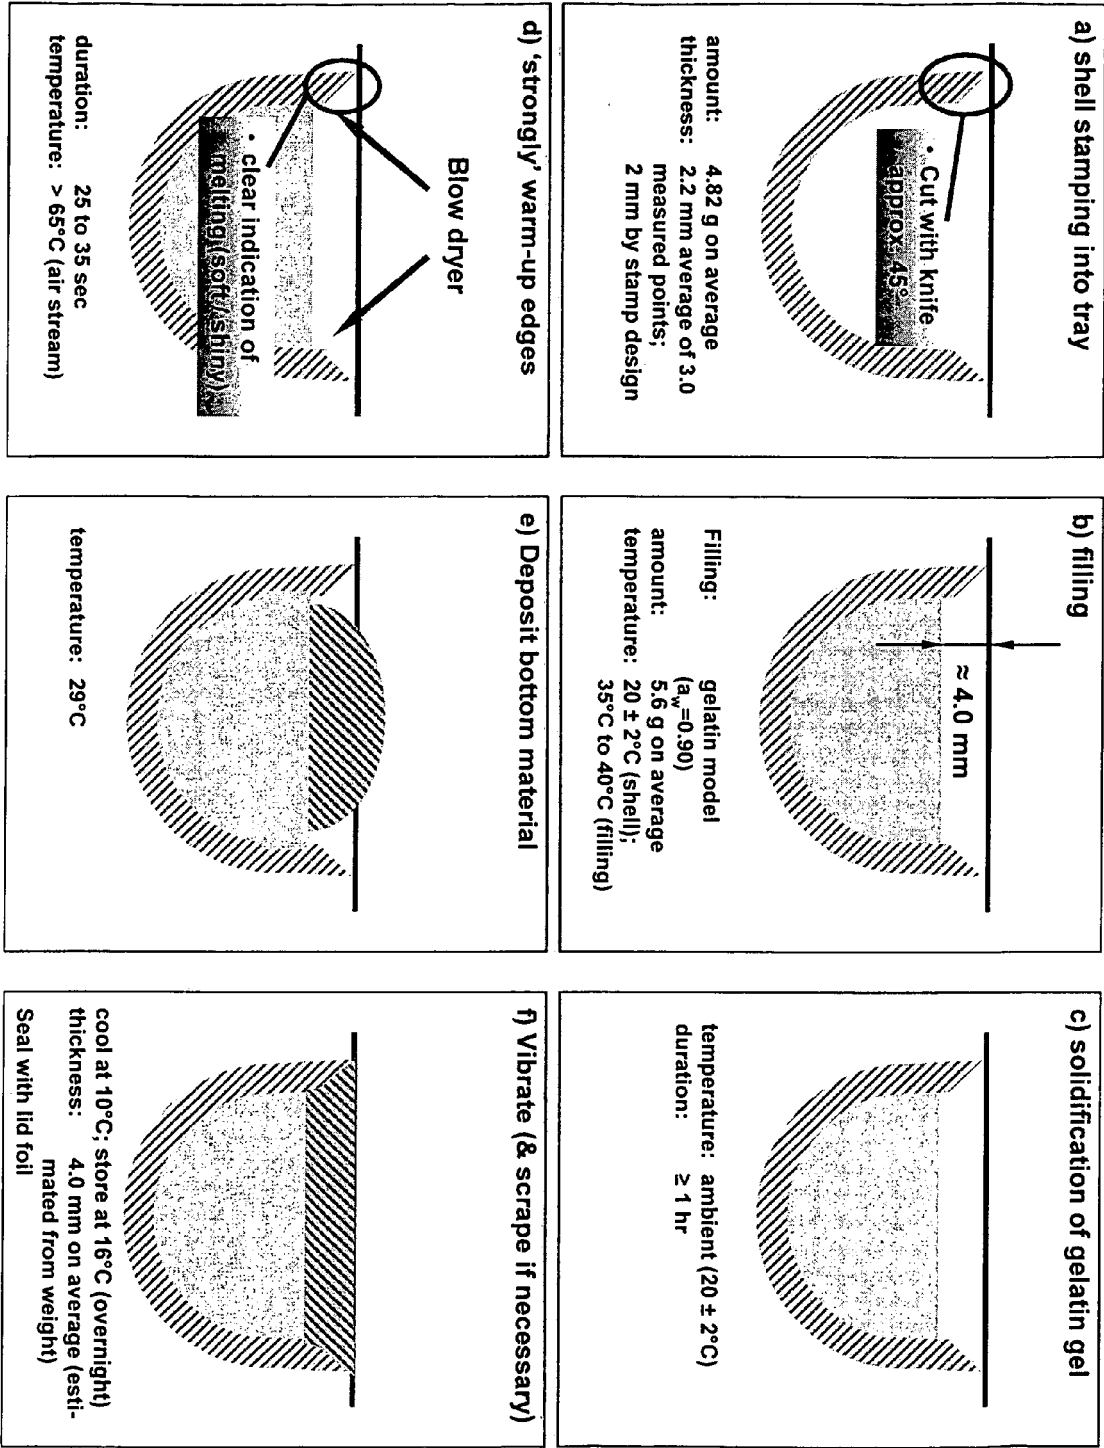 a) shell stamping into tray
• Cut with knife
approx. 45°
amount: 4.82 g on average
thickness: 2.2 mm average of 3.0
measured points;
2 mm by stamp design
b) filling
≈ 4.0 mm
Filling: gelatin model
(a_w=0.90)
amount: 5.6 g on average
temperature: 20 ± 2°C (shell);
35°C to 40°C (filling)
c) solidification of gelatin gel
temperature: ambient (20 ± 2°C)
duration: ≥ 1 hr
d) 'strongly' warm-up edges
Blow dryer
• clear indication of
melting (soft / shiny)
duration: 25 to 35 sec
temperature: > 65°C (air stream)
e) Deposit bottom material
temperature: 29°C
f) Vibrate (& scrape if necessary)
cool at 10°C; store at 16°C (overnight)
thickness: 4.0 mm on average (esti-
mated from weight)
Seal with lid foil